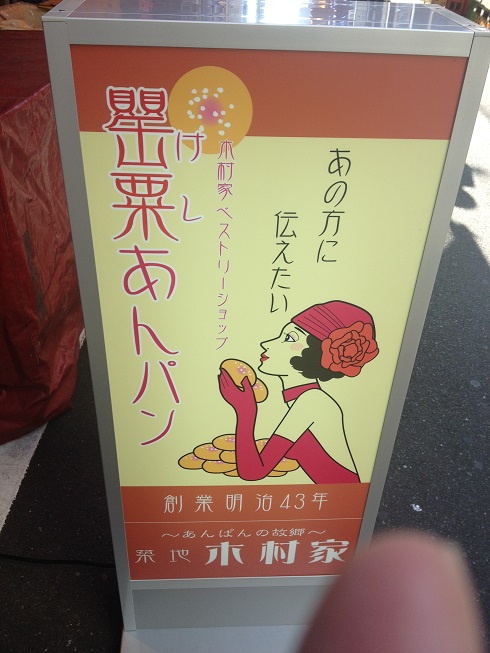 罌粟あんパン
けし
木村家ペストリーショップ
あの方に
伝えたい
創業明治43年
～あんぱんの故郷～
築地 木村家